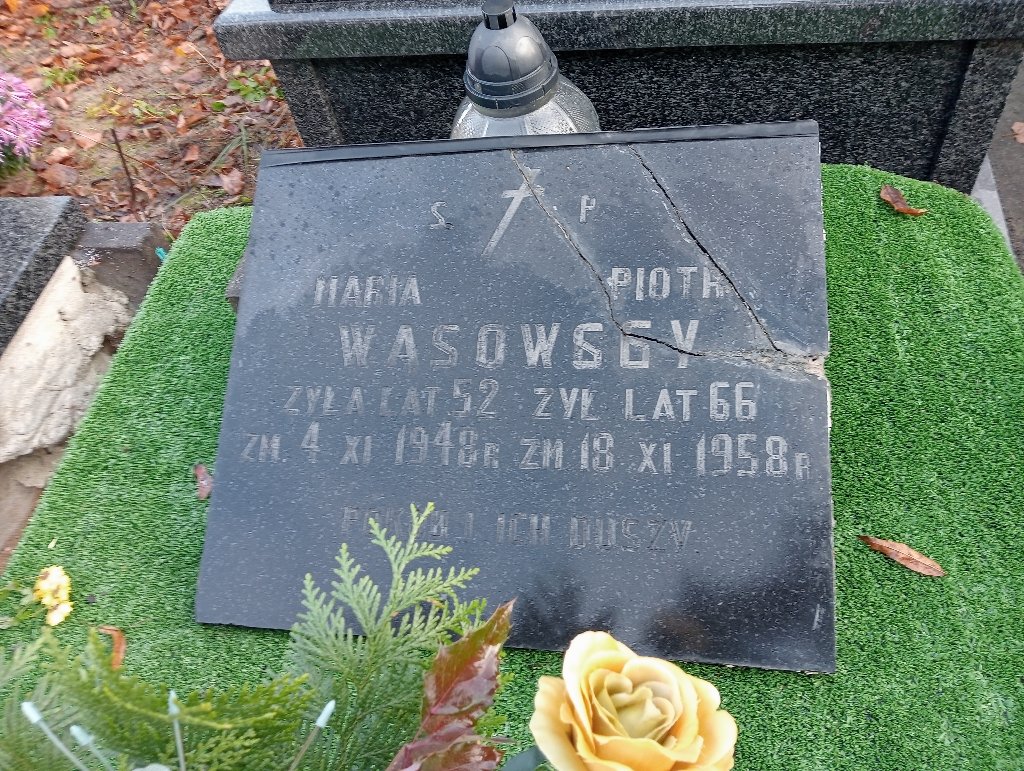 Ś P
MARIA PIOTR
WĄSOWSCY
ŻYŁA LAT 52 ŻYŁ LAT 66
ZM. 4 XI 1948R ZM 18 XI 1958R
POKÓJ ICH DUSZY